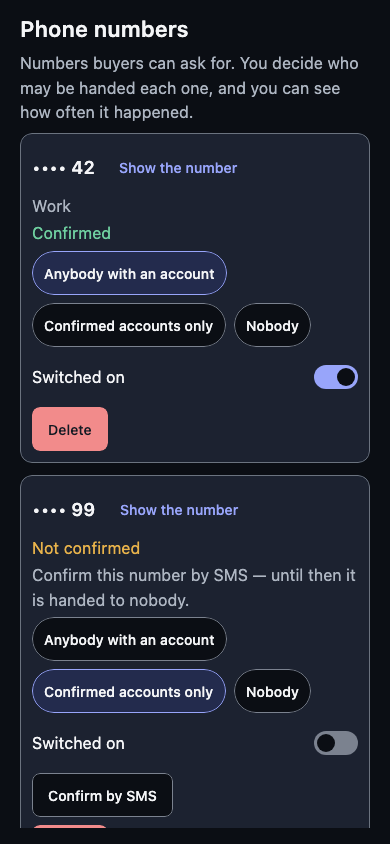 Phone numbers
Numbers buyers can ask for. You decide who
may be handed each one, and you can see
how often it happened.
•••• 42 Show the number
Work
Confirmed
Anybody with an account
Confirmed accounts only Nobody
Switched on
Delete
•••• 99 Show the number
Not confirmed
Confirm this number by SMS — until then it
is handed to nobody.
Anybody with an account
Confirmed accounts only Nobody
Switched on
Confirm by SMS